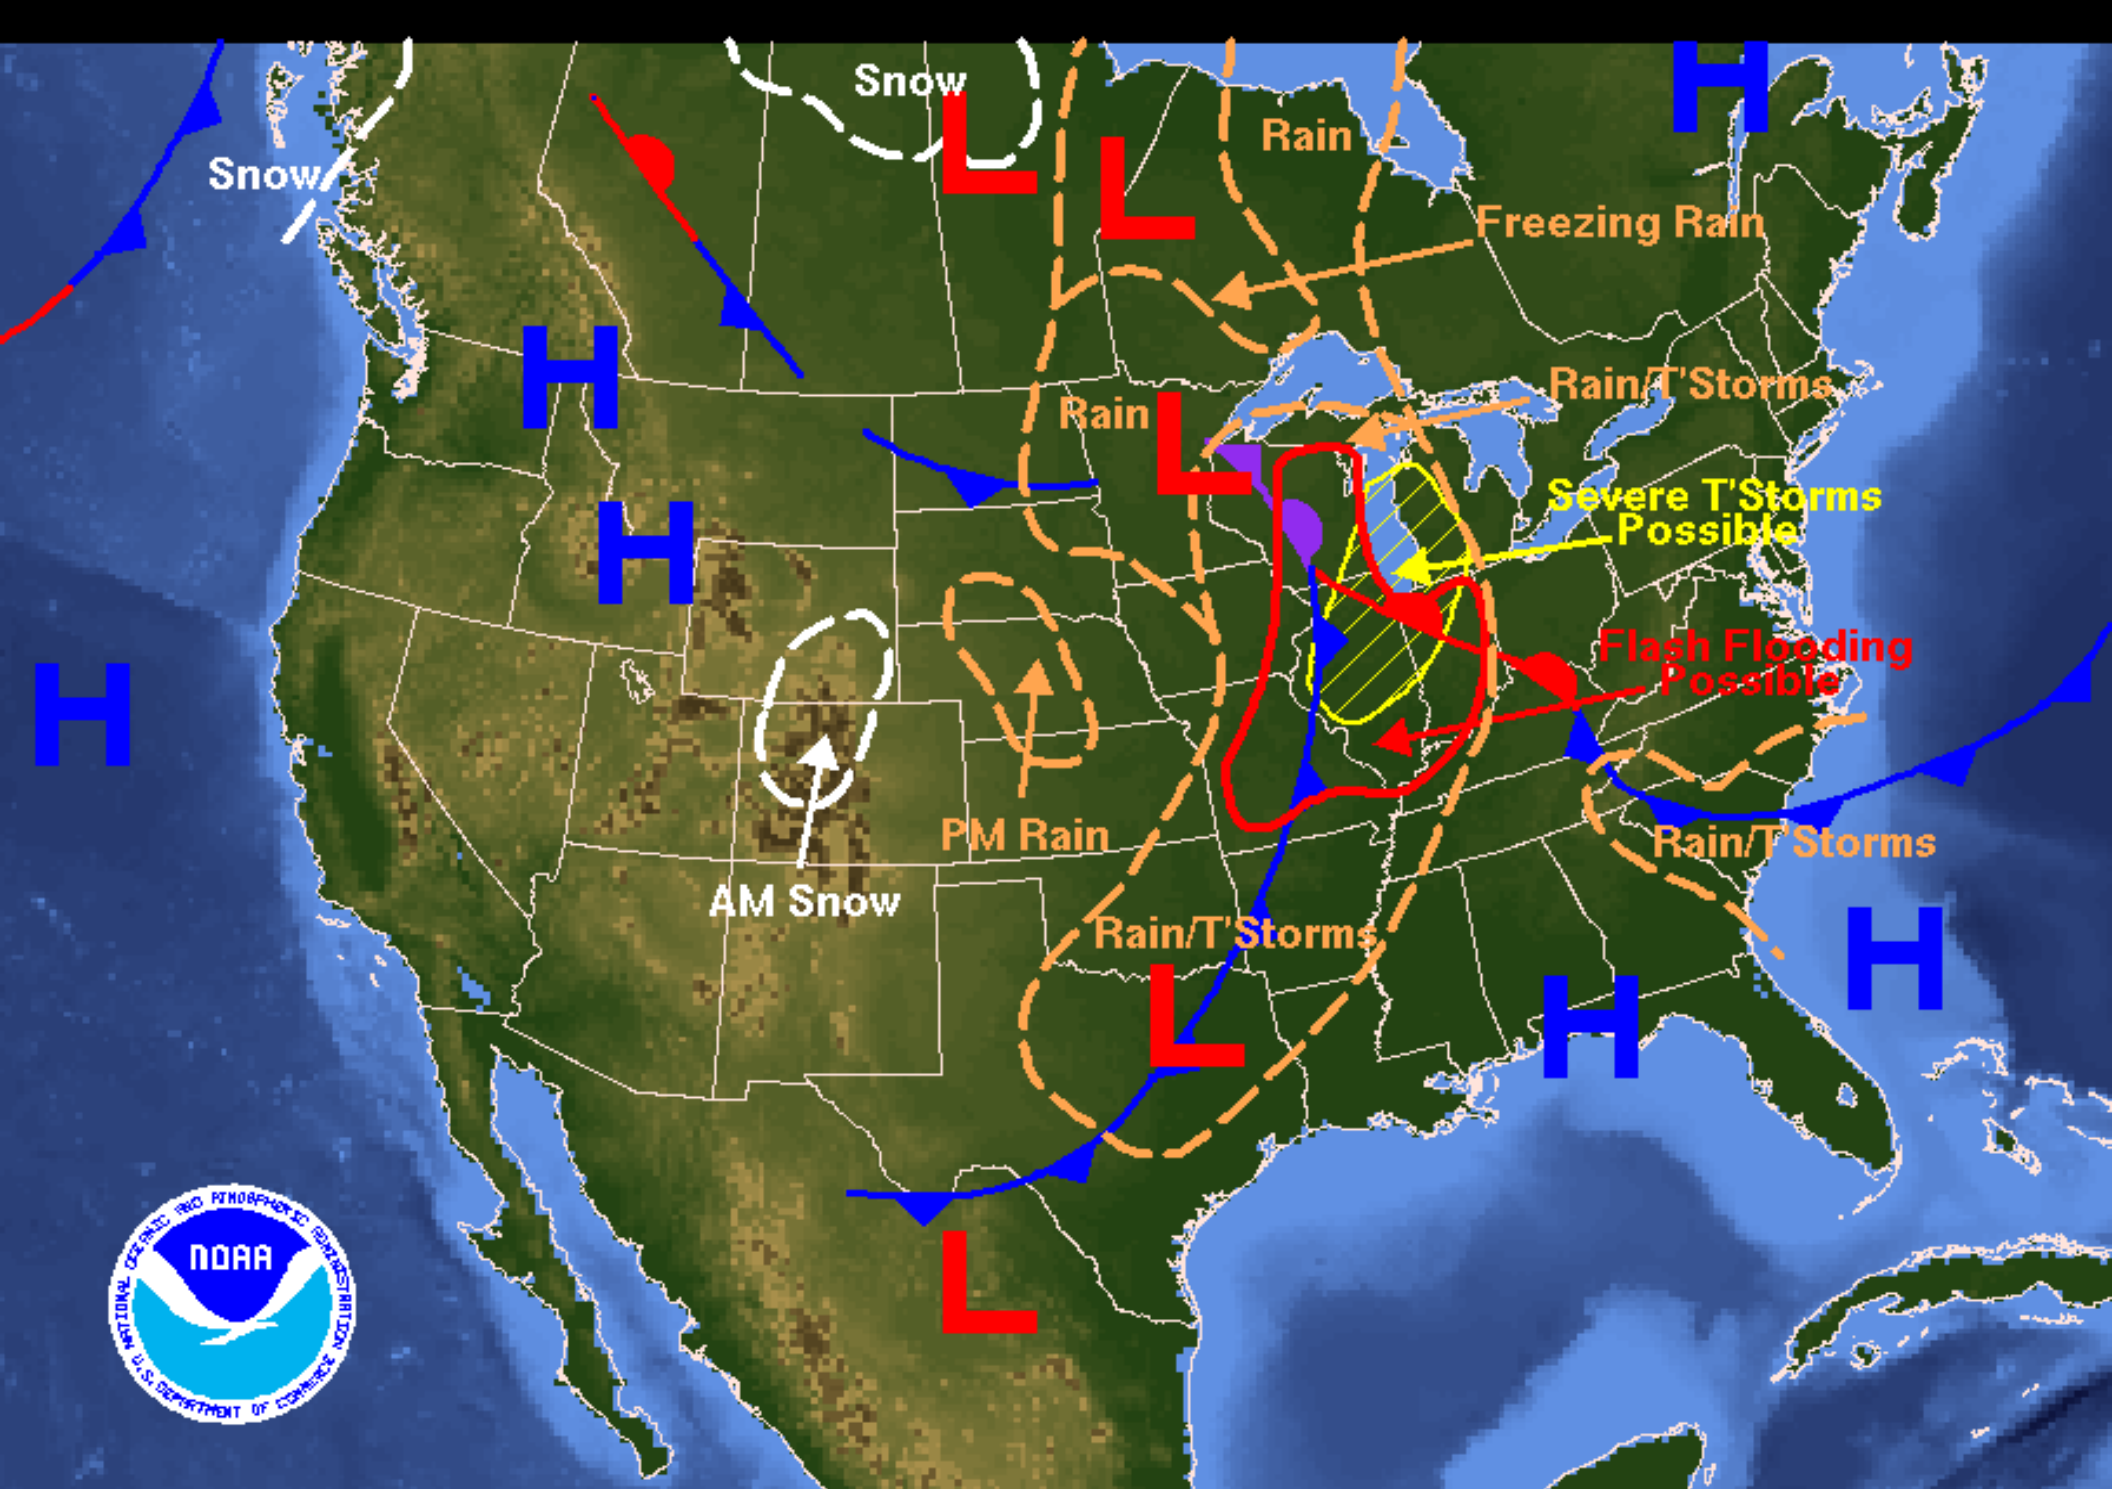 H
Snow
L
Rain
L
Snow
Freezing Rain
H
Rain/T'Storms
Rain
L
Severe T'Storms
Possible
H
Flash Flooding
Possible
H
PM Rain
Rain/T'Storms
AM Snow
Rain/T'Storms
H
L
H
NATIONAL OCEANIC AND ATMOSPHERIC ADMINISTRATION
NOAA
U.S. DEPARTMENT OF COMMERCE
L